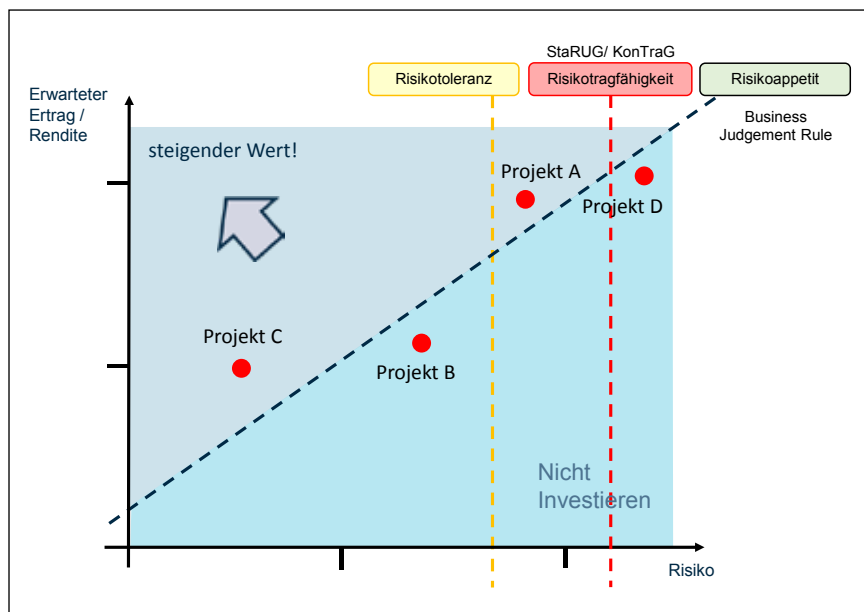 StaRUG/ KonTraG
Risikotoleranz
Risikotragfähigkeit
Risikoappetit
Erwarteter
Ertrag /
Rendite
Business
Judgement Rule
steigender Wert!
Projekt A
Projekt D
Projekt C
Projekt B
Nicht
Investieren
Risiko